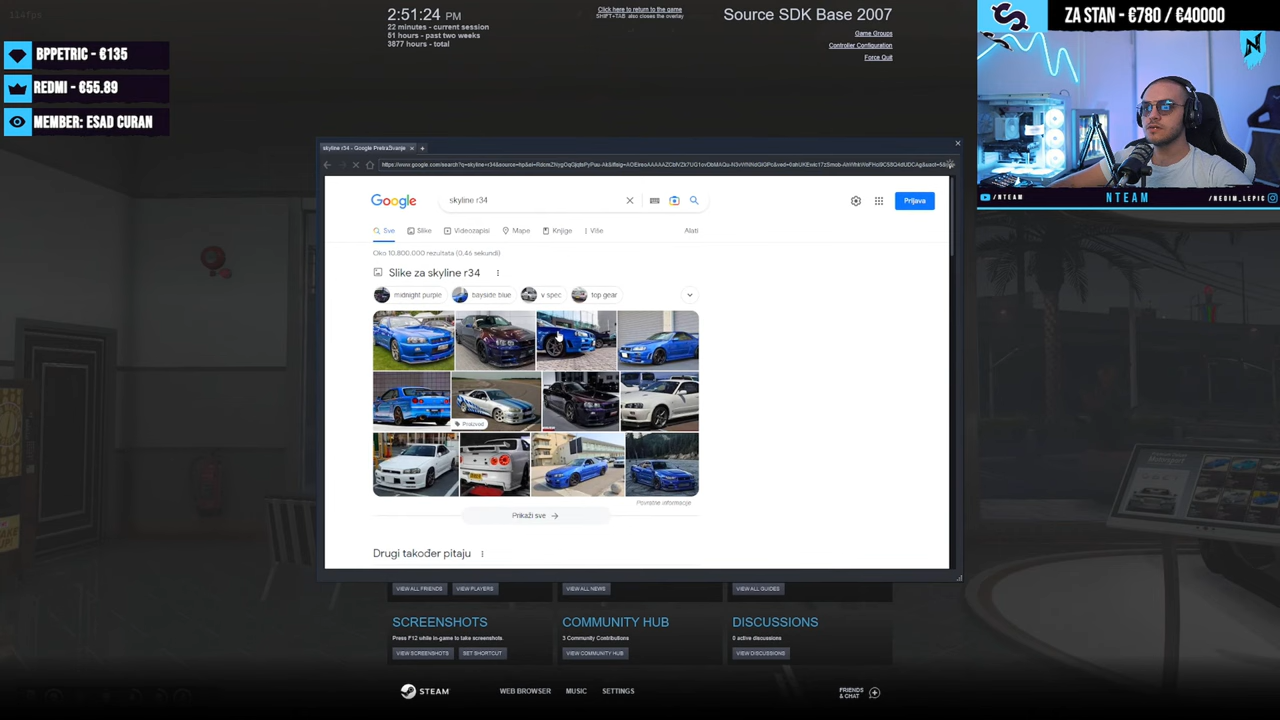 114fps
BPPETRIC - €135
REDMI - €55.89
MEMBER: ESAD CURAN
2:51:24 PM
22 minutes - current session
51 hours - past two weeks
3877 hours - total
Click here to return to the game
SHIFT+TAB also closes the overlay
Source SDK Base 2007
Game Groups
Controller Configuration
Force Quit
ZA STAN - €780 / €40000
/NTEAM
NTEAM
/NEDIM_LEPIC
skyline r34 - Google Pretraživanje
Google
skyline r34
Prijava
Sve
Slike
Videozapisi
Mape
Knjige
Više
Alati
Oko 10.800.000 rezultata (0,46 sekundi)
Slike za skyline r34
midnight purple
bayside blue
v spec
top gear
Proizvod
Povratne informacije
Prikaži sve
Drugi također pitaju
VIEW ALL FRIENDS
VIEW PLAYERS
VIEW ALL NEWS
VIEW ALL GUIDES
SCREENSHOTS
Press F12 while in-game to take screenshots.
VIEW SCREENSHOTS
SET SHORTCUT
COMMUNITY HUB
3 Community Contributions
VIEW COMMUNITY HUB
DISCUSSIONS
0 active discussions
VIEW DISCUSSIONS
STEAM
WEB BROWSER
MUSIC
SETTINGS
FRIENDS
& CHAT